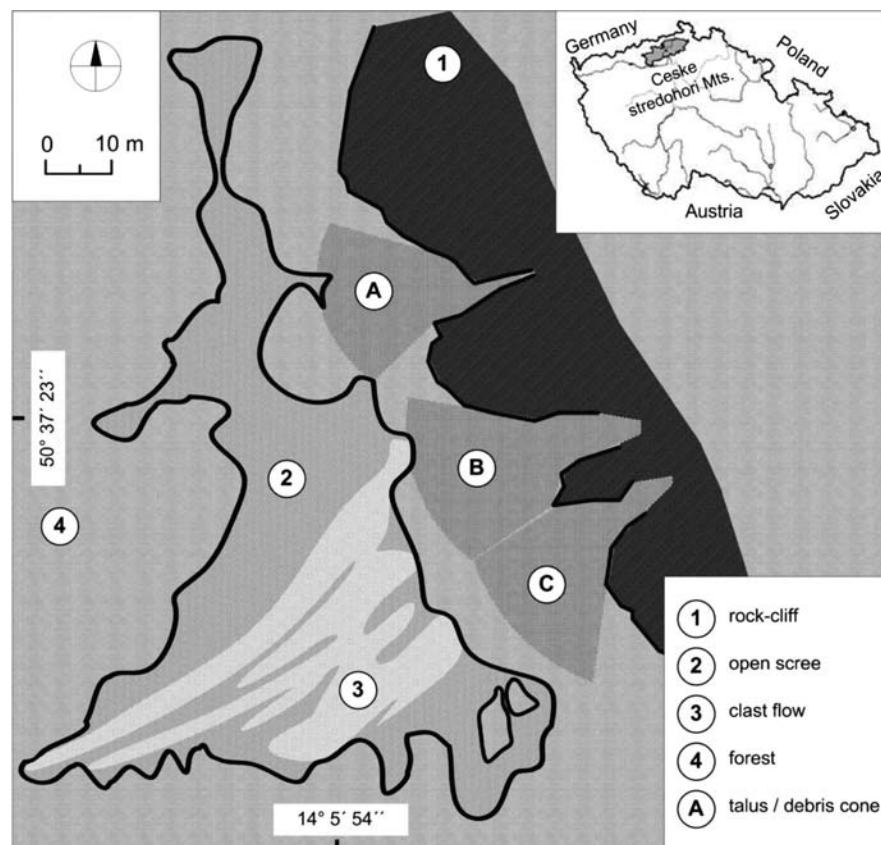 0 10 m
Germany
Poland
Ceske
stredohori Mts.
Slovakia
Austria
1
A
50° 37´ 23´´
2
B
4
C
3
14° 5´ 54´´
1 rock-cliff
2 open scree
3 clast flow
4 forest
A talus / debris cone